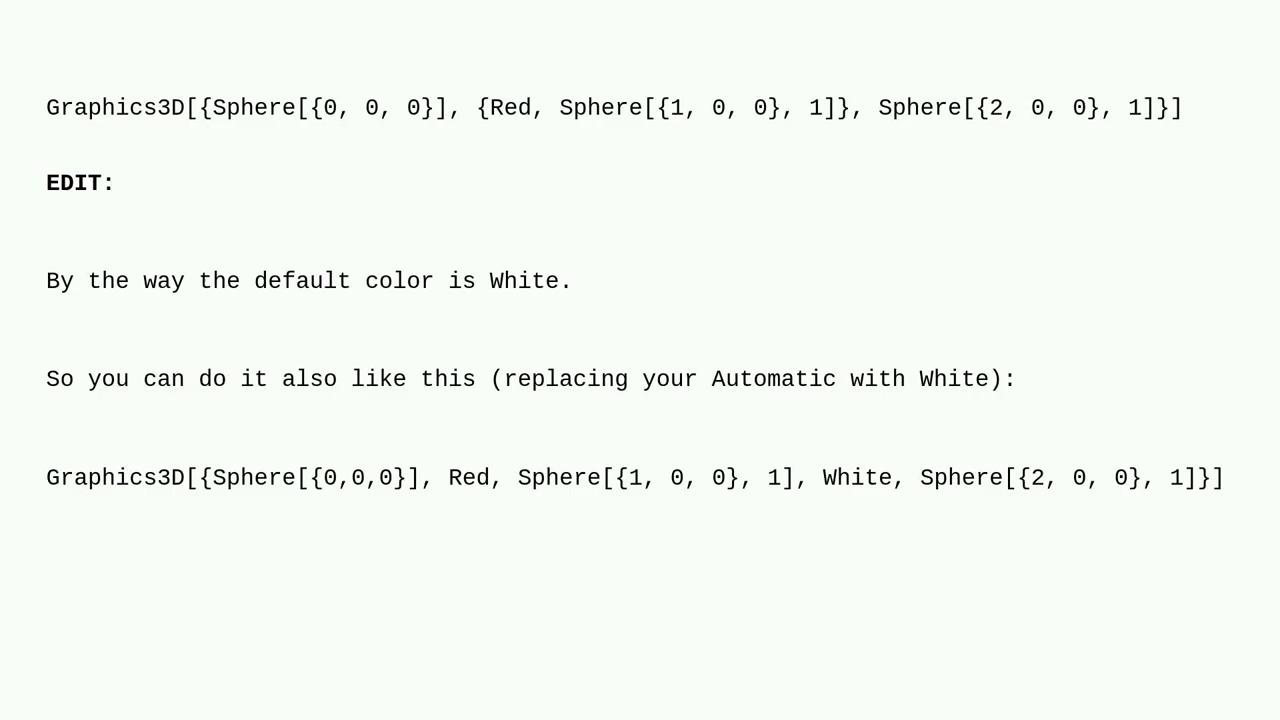 Graphics3D[{Sphere[{0, 0, 0}], {Red, Sphere[{1, 0, 0}, 1]}, Sphere[{2, 0, 0}, 1]}]
EDIT:
By the way the default color is White.
So you can do it also like this (replacing your Automatic with White):
Graphics3D[{Sphere[{0,0,0}], Red, Sphere[{1, 0, 0}, 1], White, Sphere[{2, 0, 0}, 1]}]